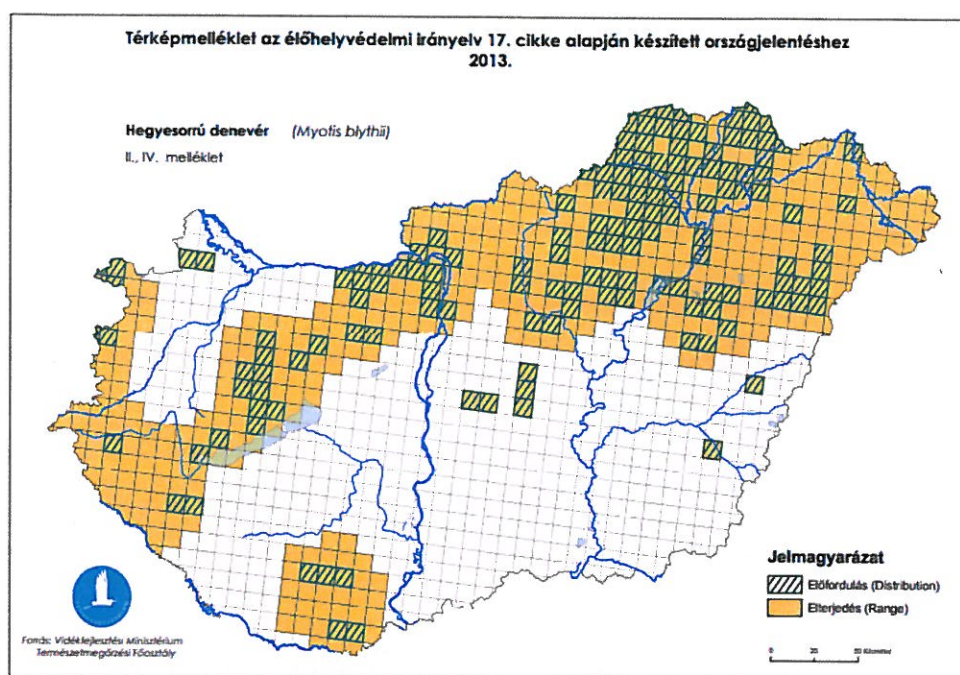 Térképmelléklet az élőhelyvédelmi irányelv 17. cikke alapján készített országjelentéshez
2013.
Hegyesorrú denevér (Myotis blythii)
II., IV. melléklet
Jelmagyarázat
Előfordulás (Distribution)
Elterjedés (Range)
Forrás: Vidékfejlesztési Minisztérium
Természetmegőrzési Főosztály
0 25 50 Kilométer